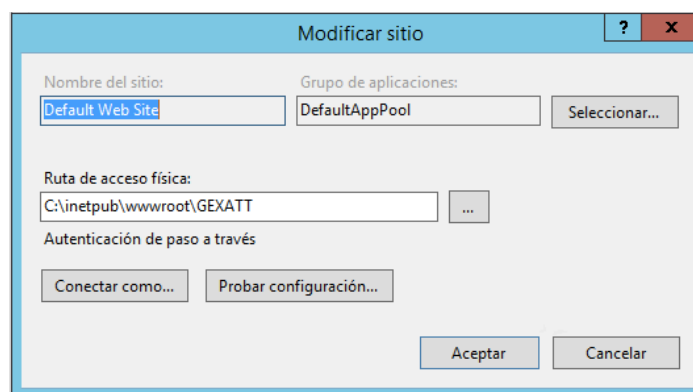 Modificar sitio
?
x
Nombre del sitio:
Grupo de aplicaciones:
Default Web Site
DefaultAppPool
Seleccionar...
Ruta de acceso física:
C:\inetpub\wwwroot\GEXATT
...
Autenticación de paso a través
Conectar como...
Probar configuración...
Aceptar
Cancelar